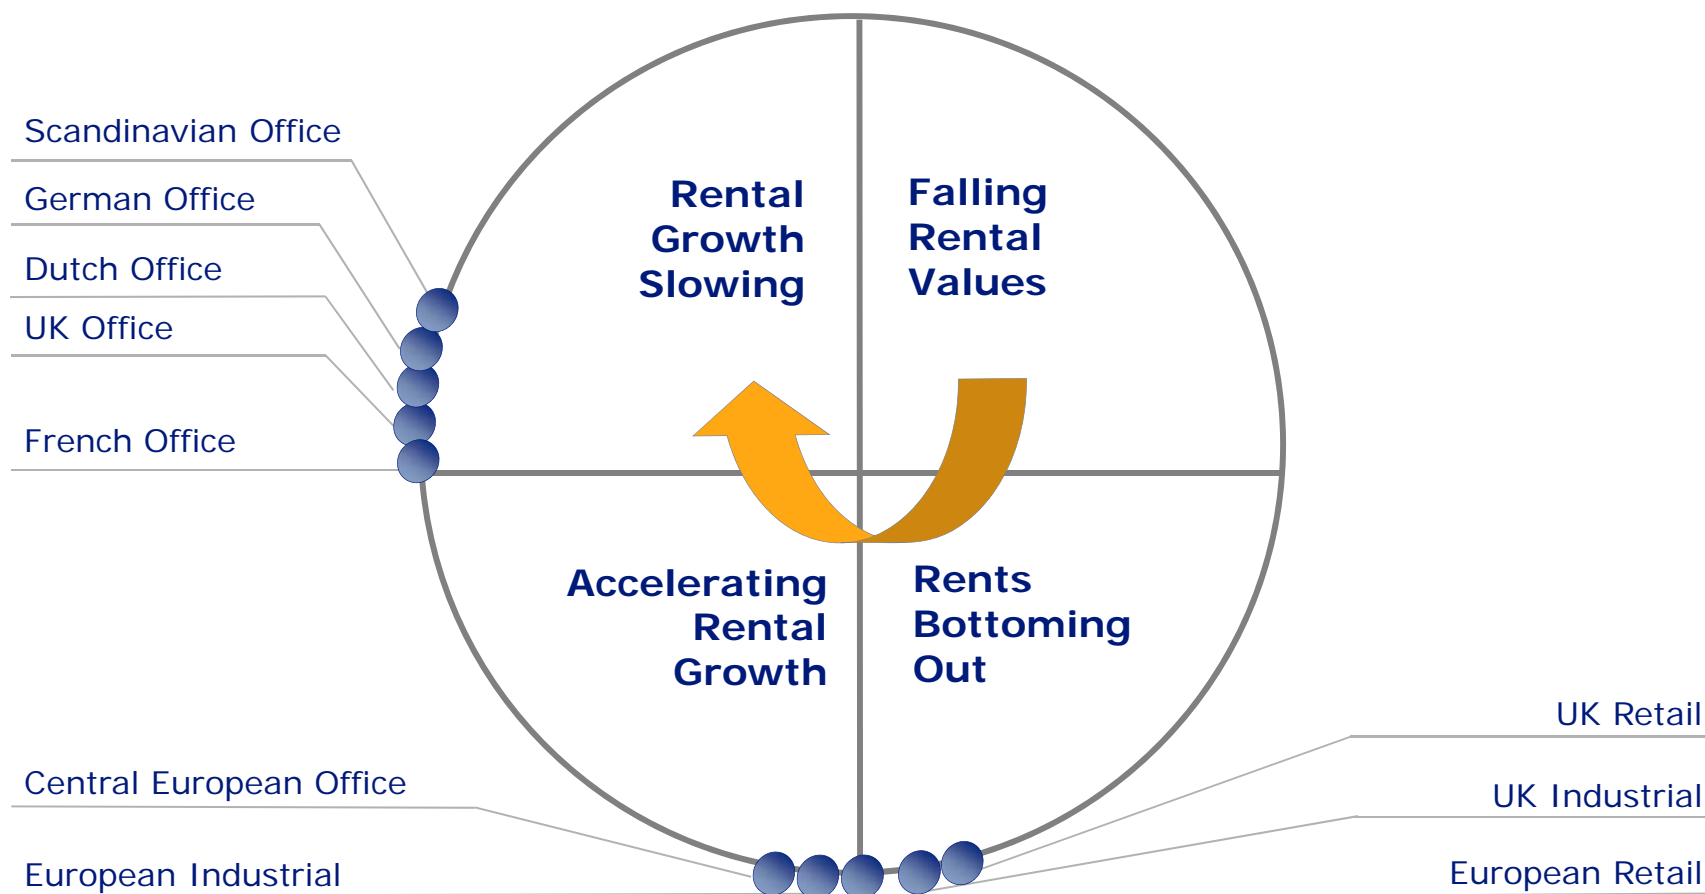 Scandinavian Office
German Office
Dutch Office
UK Office
French Office
Rental
Growth
Slowing
Falling
Rental
Values
Accelerating
Rental
Growth
Rents
Bottoming
Out
Central European Office
European Industrial
UK Retail
UK Industrial
European Retail